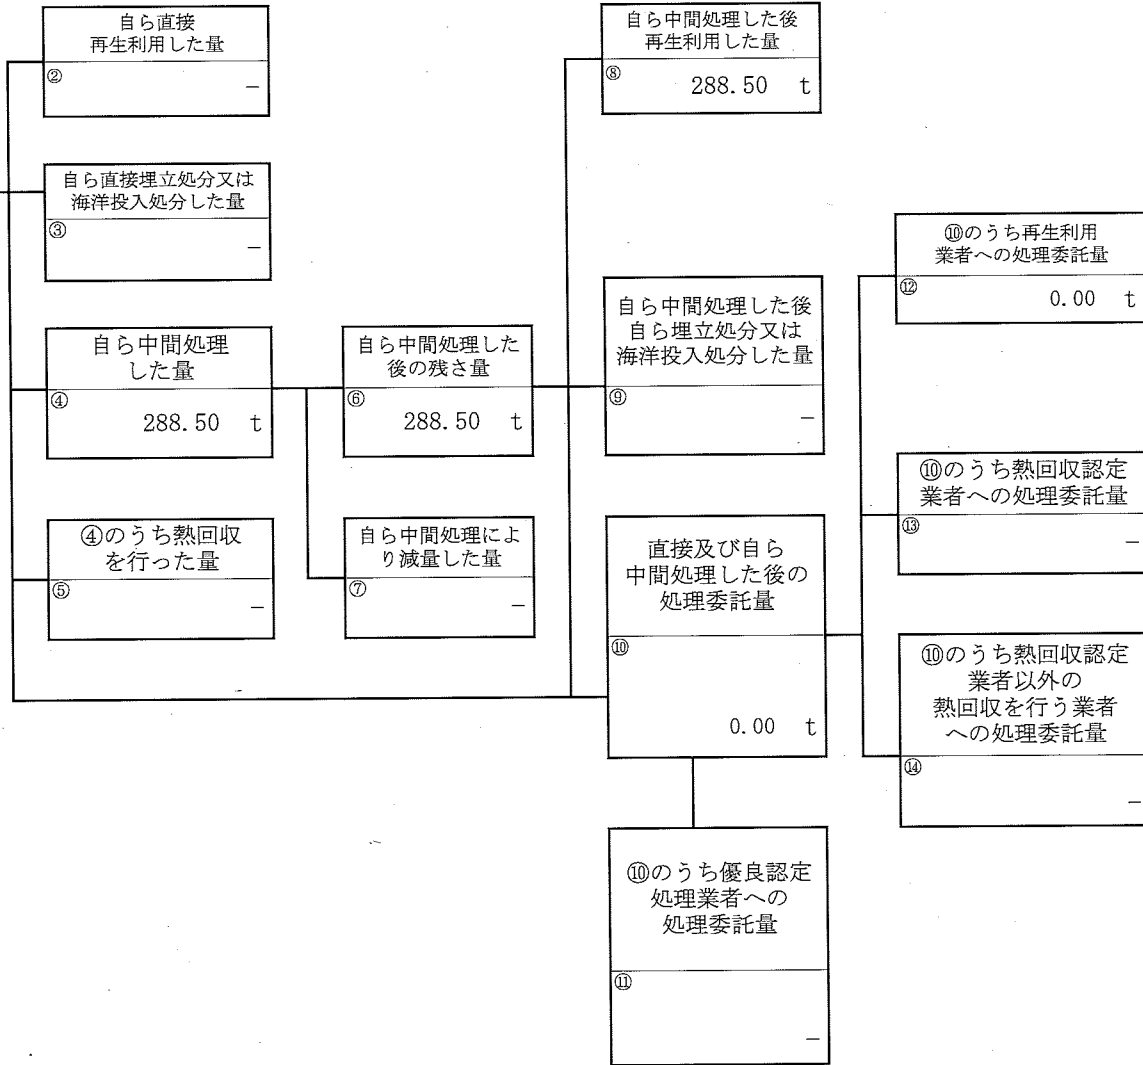 自ら直接
再生利用した量
②
－
自ら直接埋立処分又は
海洋投入処分した量
③
－
自ら中間処理
した量
④
288.50 t
④のうち熱回収
を行った量
⑤
－
自ら中間処理した
後の残さ量
⑥
288.50 t
自ら中間処理によ
り減量した量
⑦
－
自ら中間処理した後
再生利用した量
⑧
288.50 t
自ら中間処理した後
自ら埋立処分又は
海洋投入処分した量
⑨
－
直接及び自ら
中間処理した後の
処理委託量
⑩
0.00 t
⑩のうち優良認定
処理業者への
処理委託量
⑪
－
⑩のうち再生利用
業者への処理委託量
⑫
0.00 t
⑩のうち熱回収認定
業者への処理委託量
⑬
－
⑩のうち熱回収認定
業者以外の
熱回収を行う業者
への処理委託量
⑭
－